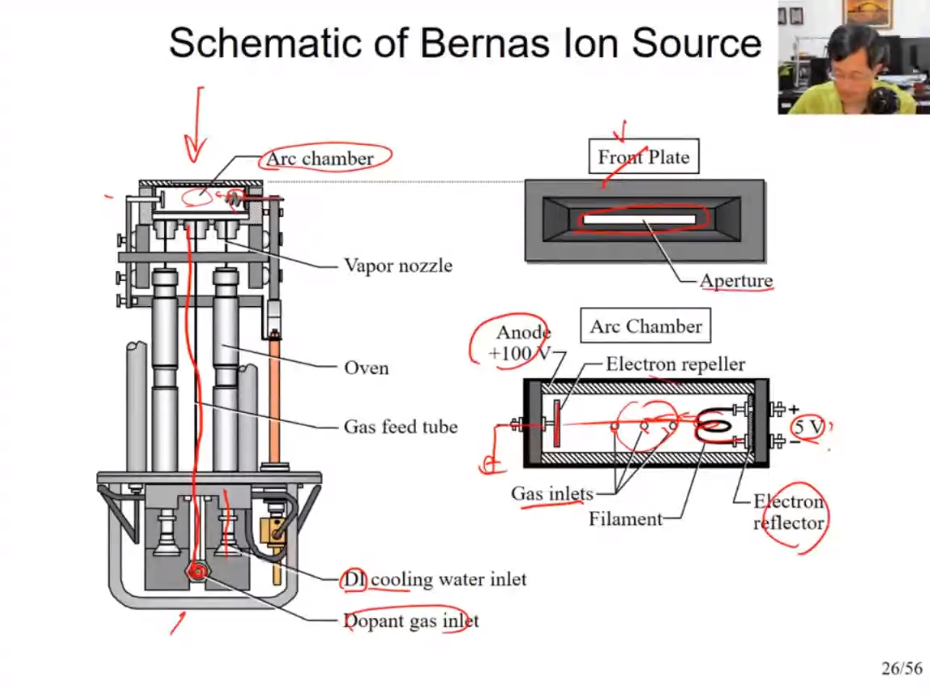 Schematic of Bernas Ion Source
Arc chamber
Front Plate
Vapor nozzle
Aperture
Anode
+100 V
Arc Chamber
Electron repeller
Oven
+
5 V
−
Gas feed tube
Gas inlets
Filament
Electron
reflector
DI cooling water inlet
Dopant gas inlet
26/56